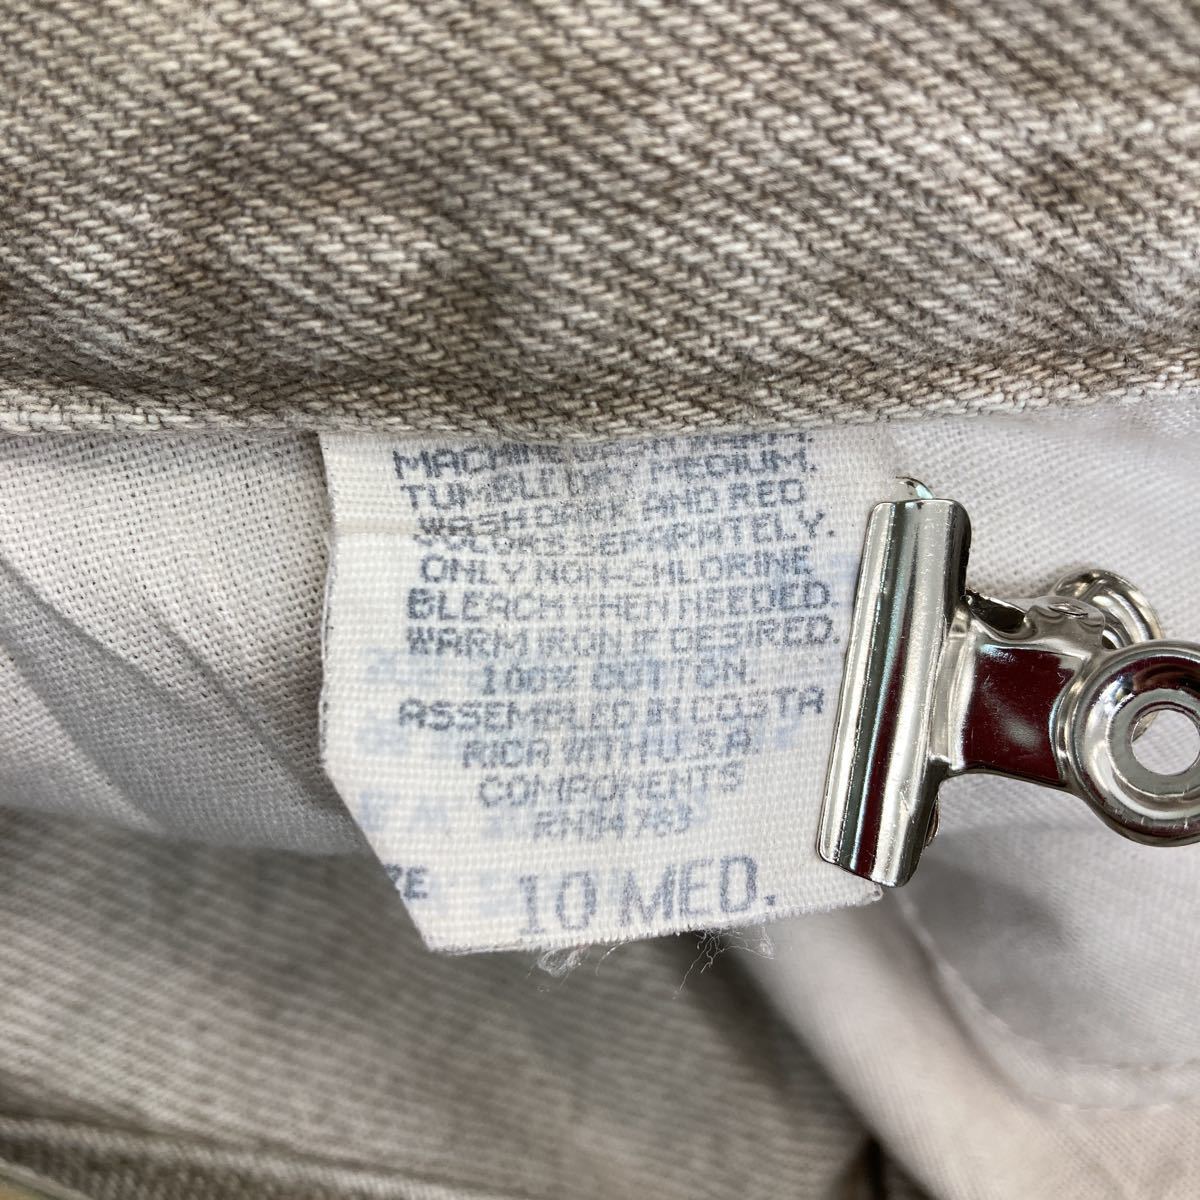 MACHINE WASH WARM.
TUMBLE DRY MEDIUM.
WASH DARK AND RED
COLORS SEPARATELY.
ONLY NON-CHLORINE
BLEACH WHEN NEEDED.
WARM IRON IF DESIRED.
100% COTTON.
ASSEMBLED IN COSTA
RICA WITH U.S.A.
COMPONENTS
10 MED.